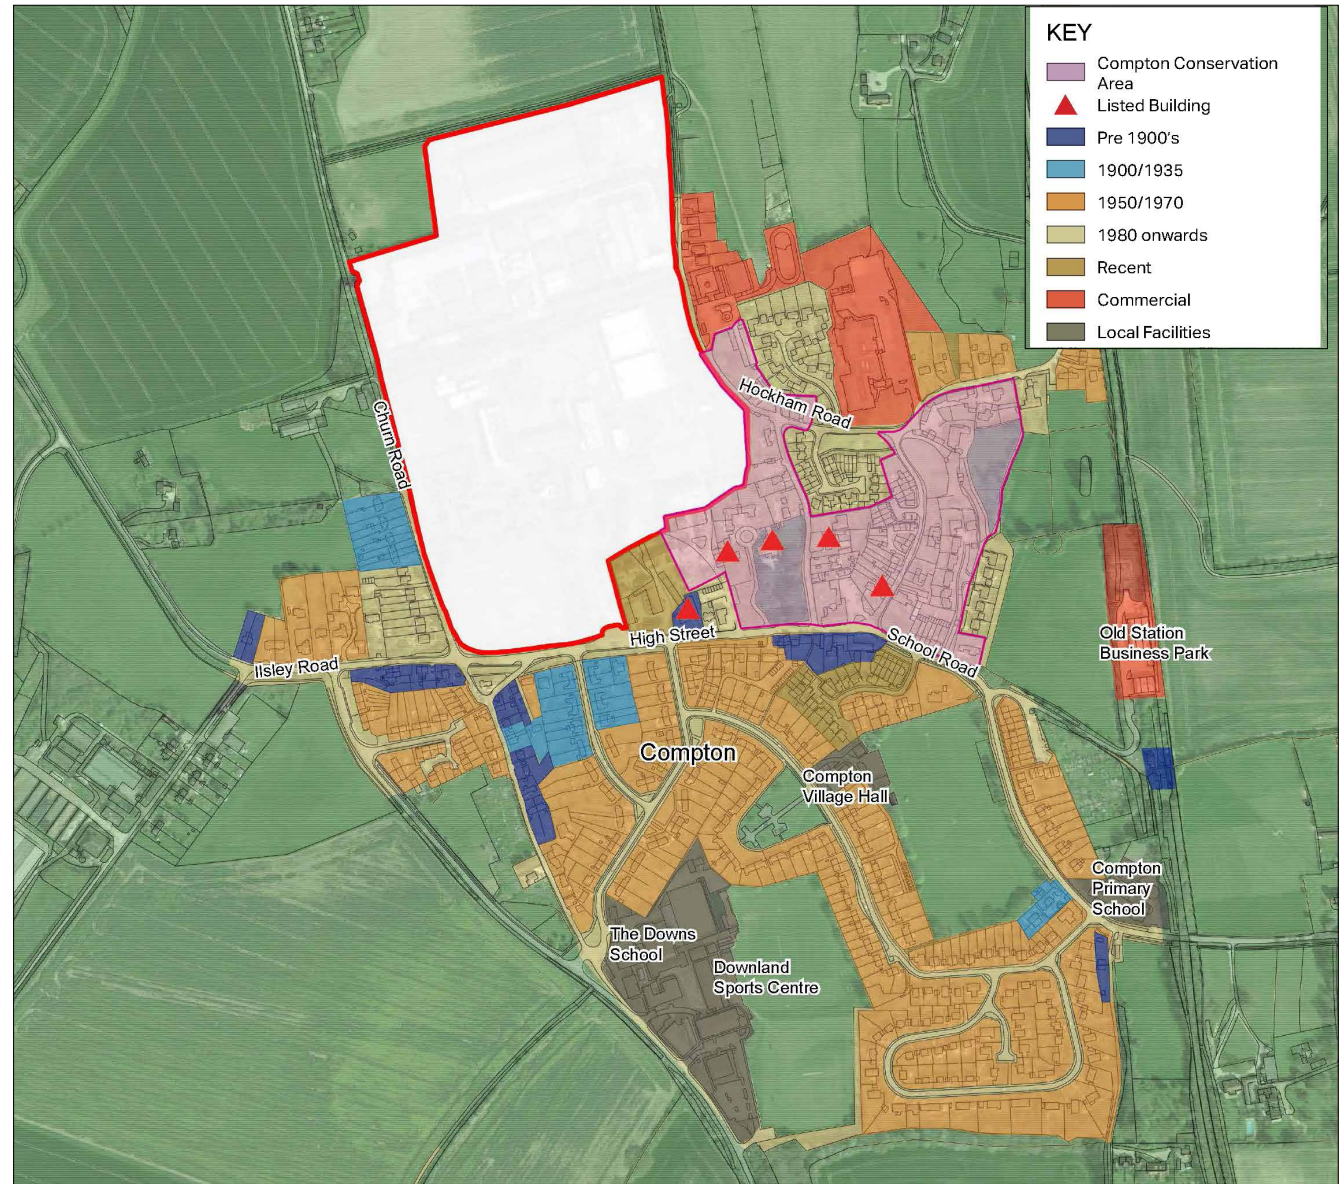 KEY
Compton Conservation
Area
Listed Building
Pre 1900's
1900/1935
1950/1970
1980 onwards
Recent
Commercial
Local Facilities
Hockham Road
Churn Road
High Street
School Road
Ilsley Road
Old Station
Business Park
Compton
Compton
Village Hall
Compton
Primary
School
The Downs
School
Downland
Sports Centre